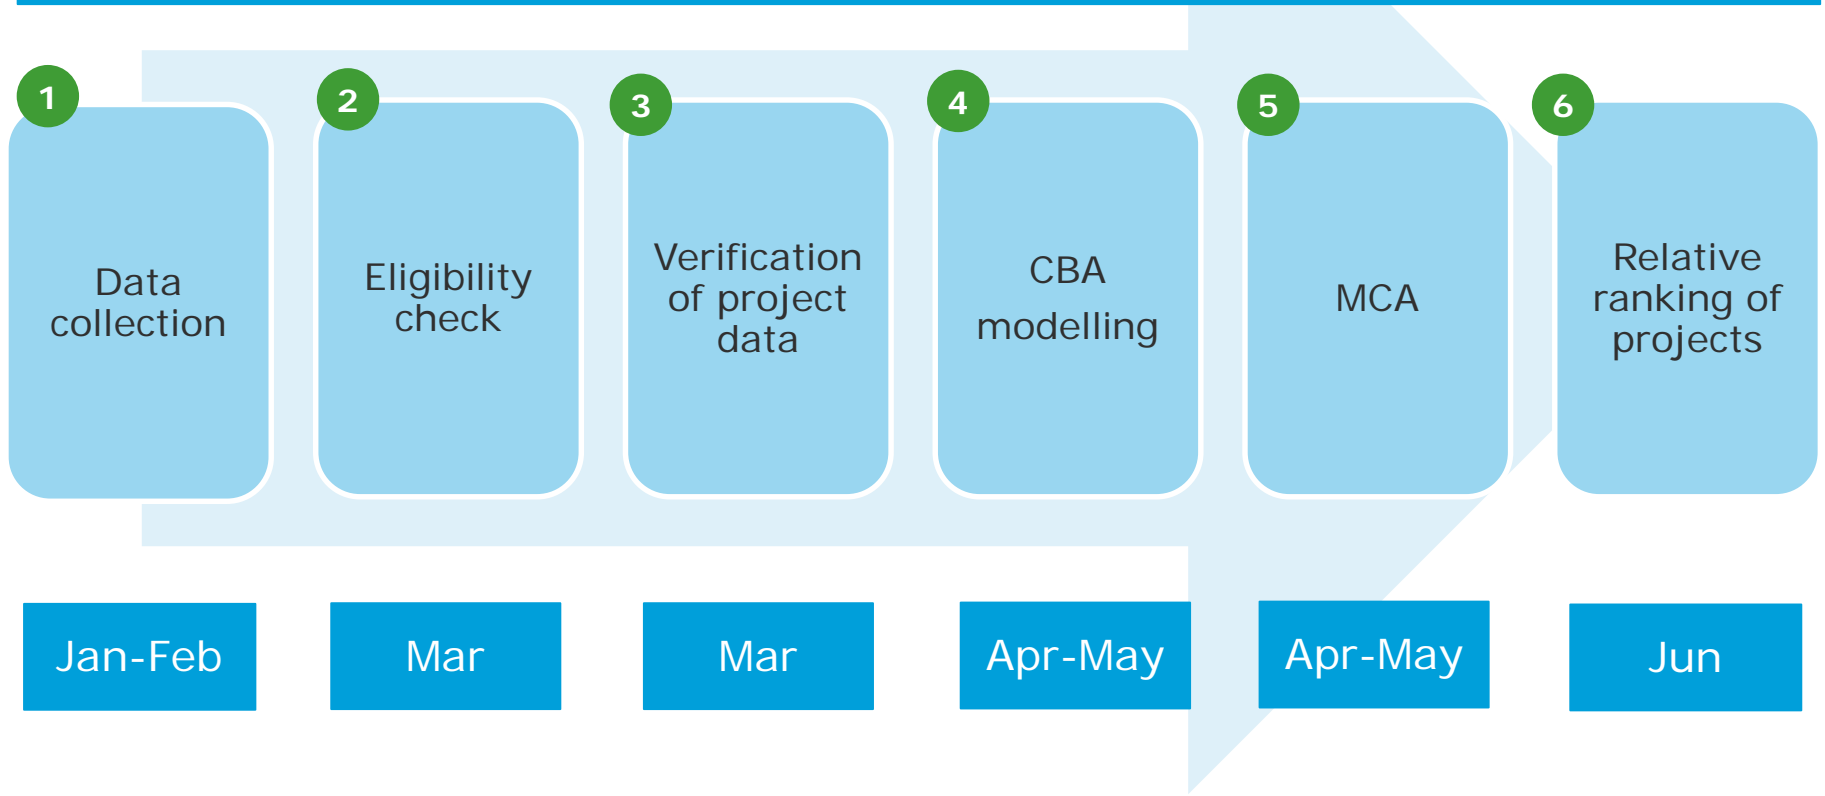 1
Data
collection
2
Eligibility
check
3
Verification
of project
data
4
CBA
modelling
5
MCA
6
Relative
ranking of
projects
Jan-Feb
Mar
Mar
Apr-May
Apr-May
Jun